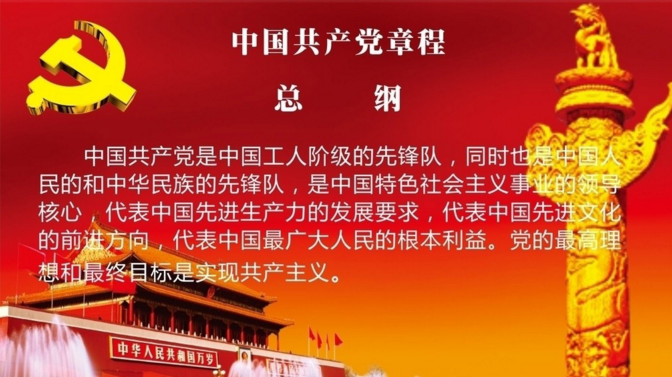 中国共产党章程
总 纲
中国共产党是中国工人阶级的先锋队，同时也是中国人
民的和中华民族的先锋队，是中国特色社会主义事业的领导
核心，代表中国先进生产力的发展要求，代表中国先进文化
的前进方向，代表中国最广大人民的根本利益。党的最高理
想和最终目标是实现共产主义。
中华人民共和国万岁